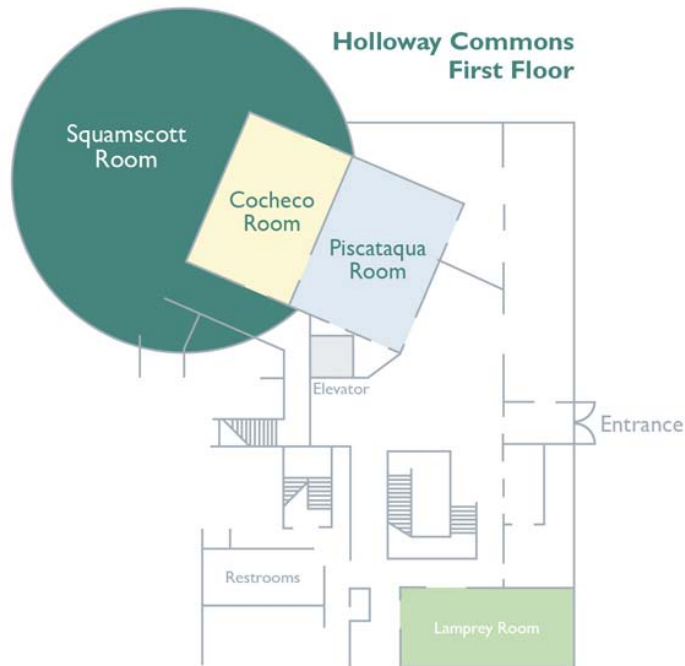 Holloway Commons
First Floor
Squamscott
Room
Cocheco
Room
Piscataqua
Room
Elevator
Entrance
Restrooms
Lamprey Room